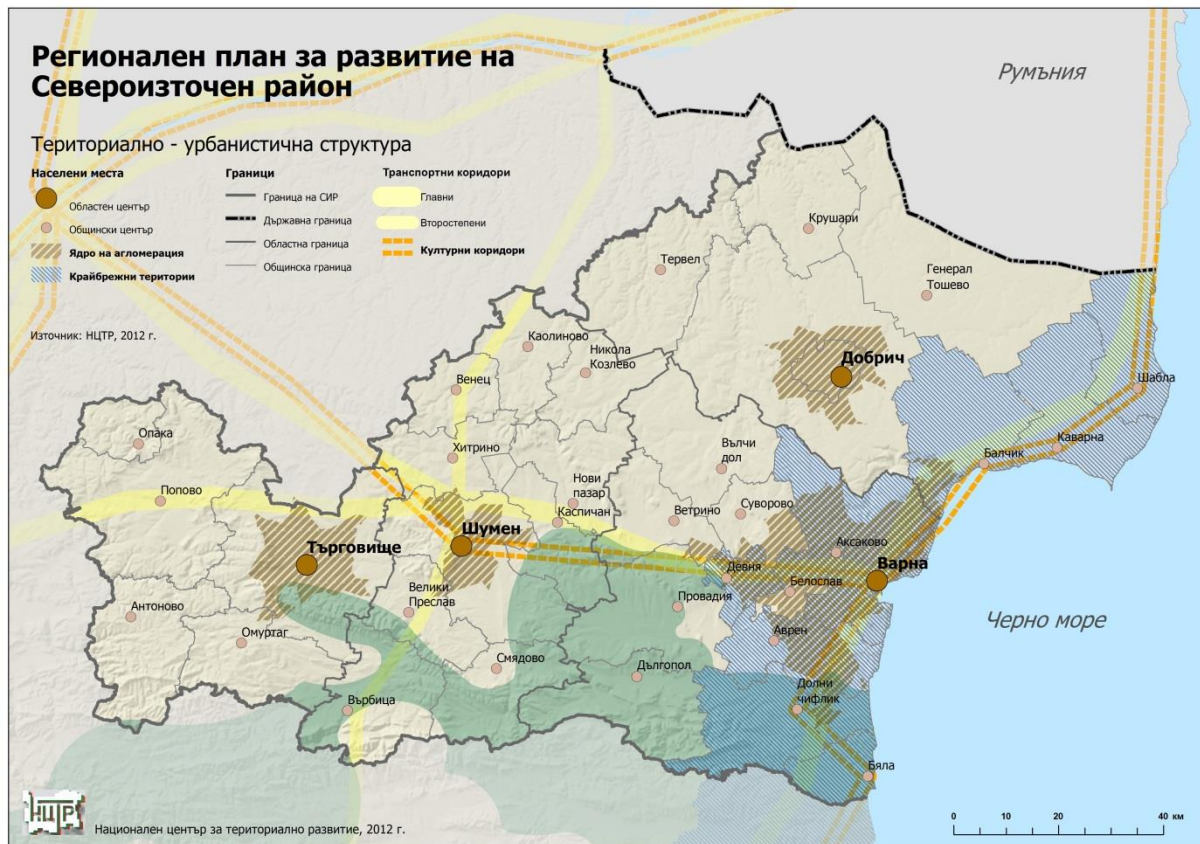 Регионален план за развитие на
Североизточен район
Териториално - урбанистична структура
Населени места
Областен център
Общински център
Ядро на агломерация
Крайбрежни територии
Граници
Граница на СИР
Държавна граница
Областна граница
Общинска граница
Транспортни коридори
Главни
Второстепени
Културни коридори
Източник: НЦТР, 2012 г.
Румъния
Крушари
Тервел
Генерал
Тошево
Каолиново
Никола
Козлево
Добрич
Венец
Шабла
Опака
Хитрино
Вълчи
дол
Каварна
Балчик
Попово
Нови
пазар
Каспичан
Ветрино
Суворово
Шумен
Търговище
Аксаково
Варна
Девня
Белослав
Велики
Преслав
Провадия
Антоново
Омуртаг
Аврен
Черно море
Смядово
Дългопол
Долни
чифлик
Върбица
Бяла
НЦТР
Национален център за териториално развитие, 2012 г.
0 10 20 40 км